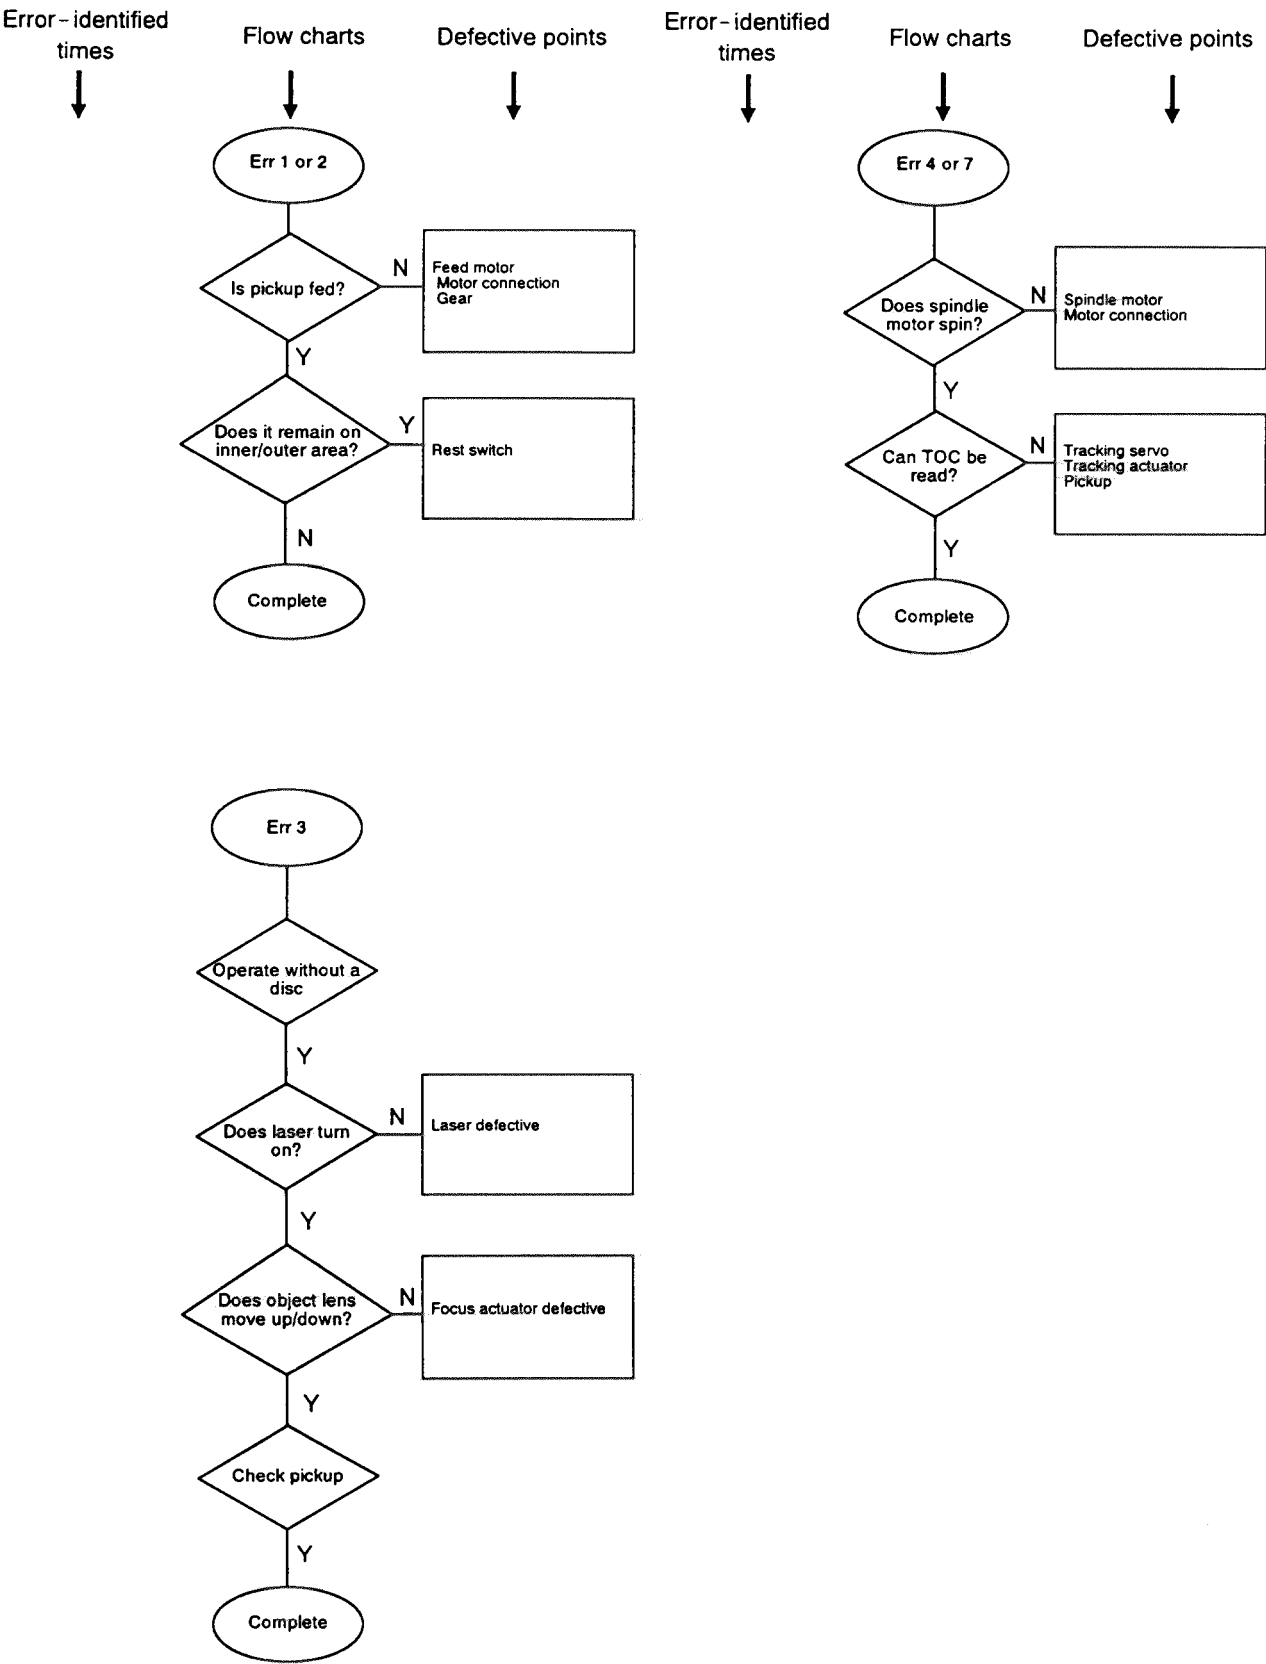 Error-identified
times
Flow charts
Defective points
Err 1 or 2
Is pickup fed?
N
Feed motor
Motor connection
Gear
Y
Does it remain on
inner/outer area?
Y
Rest switch
N
Complete
Error-identified
times
Flow charts
Defective points
Err 4 or 7
Does spindle
motor spin?
N
Spindle motor
Motor connection
Y
Can TOC be
read?
N
Tracking servo
Tracking actuator
Pickup
Y
Complete
Err 3
Operate without a
disc
Y
Does laser turn
on?
N
Laser defective
Y
Does object lens
move up/down?
N
Focus actuator defective
Y
Check pickup
Y
Complete